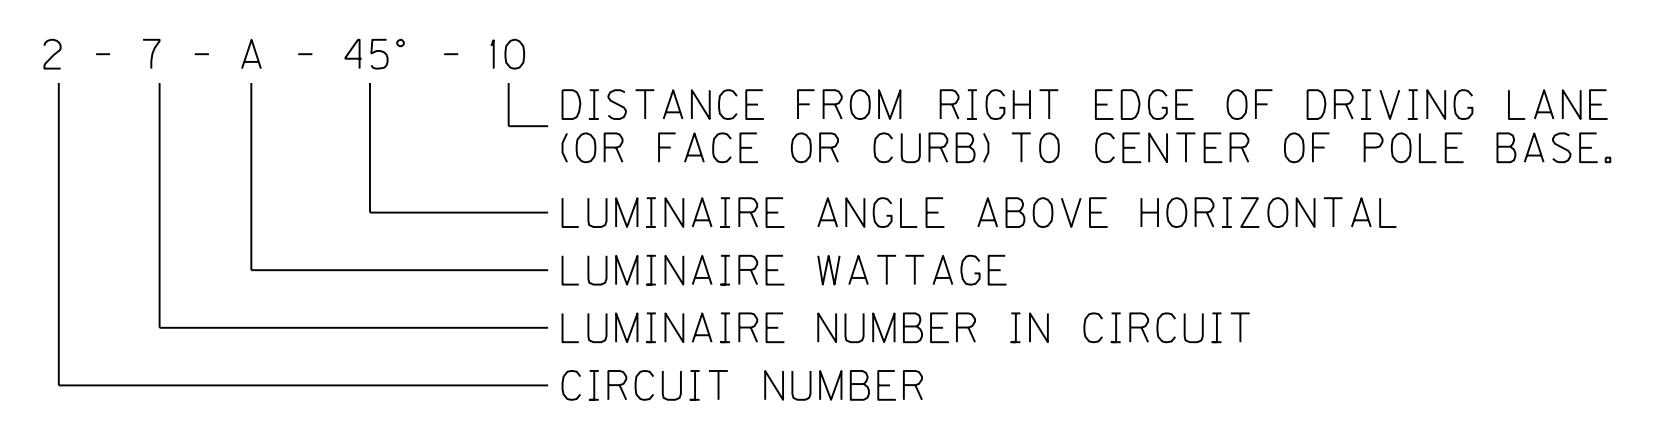 2 - 7 - A - 45° - 10
DISTANCE FROM RIGHT EDGE OF DRIVING LANE
(OR FACE OR CURB) TO CENTER OF POLE BASE.
LUMINAIRE ANGLE ABOVE HORIZONTAL
LUMINAIRE WATTAGE
LUMINAIRE NUMBER IN CIRCUIT
CIRCUIT NUMBER